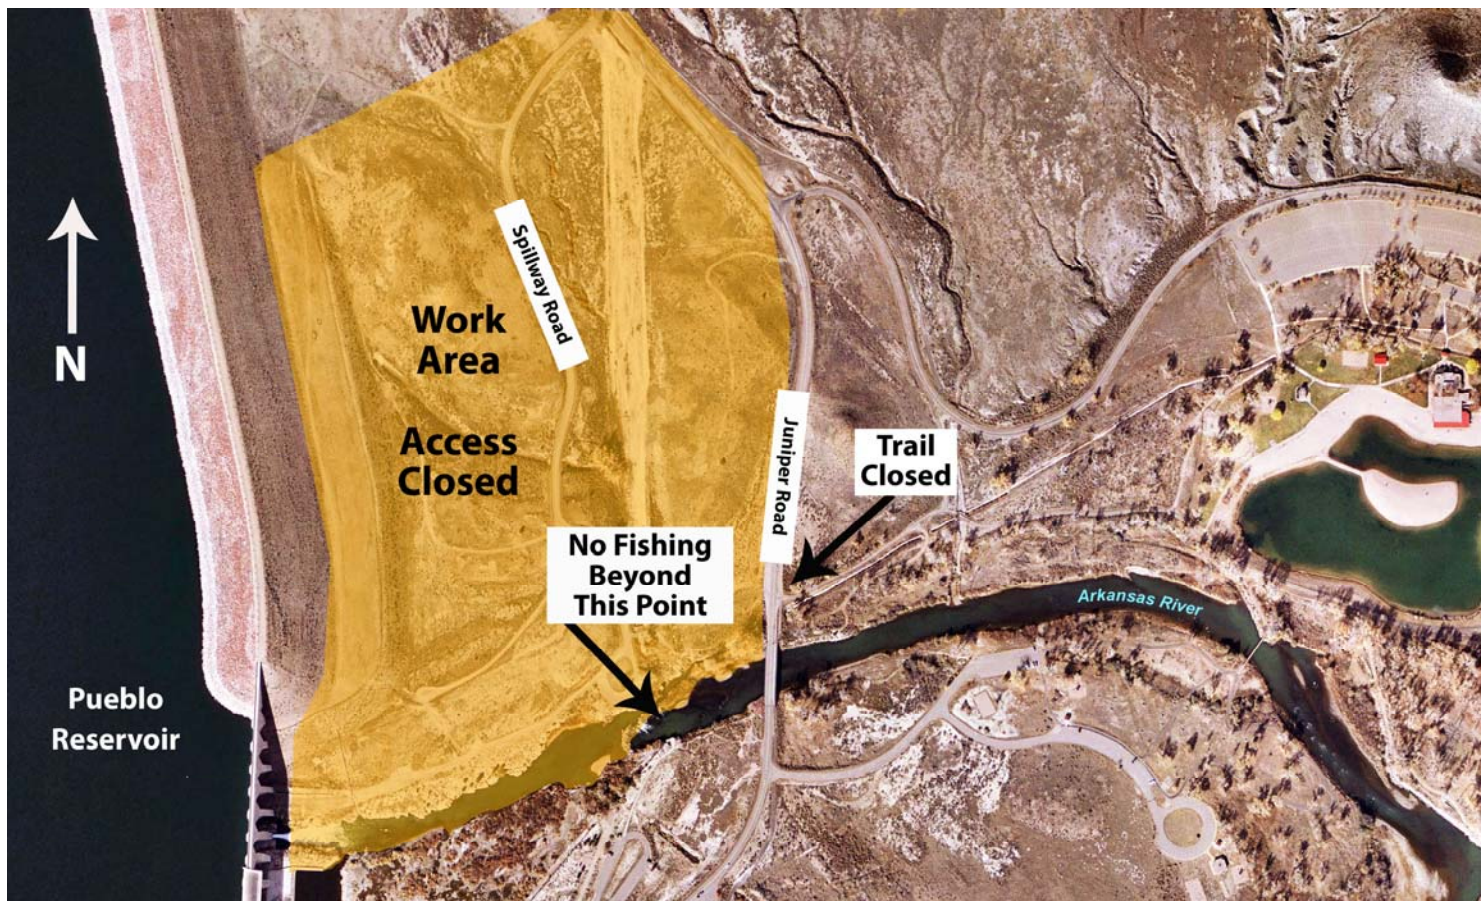 Spillway Road
Work
Area
Access
Closed
Juniper Road
Trail
Closed
No Fishing
Beyond
This Point
Arkansas River
N
Pueblo
Reservoir